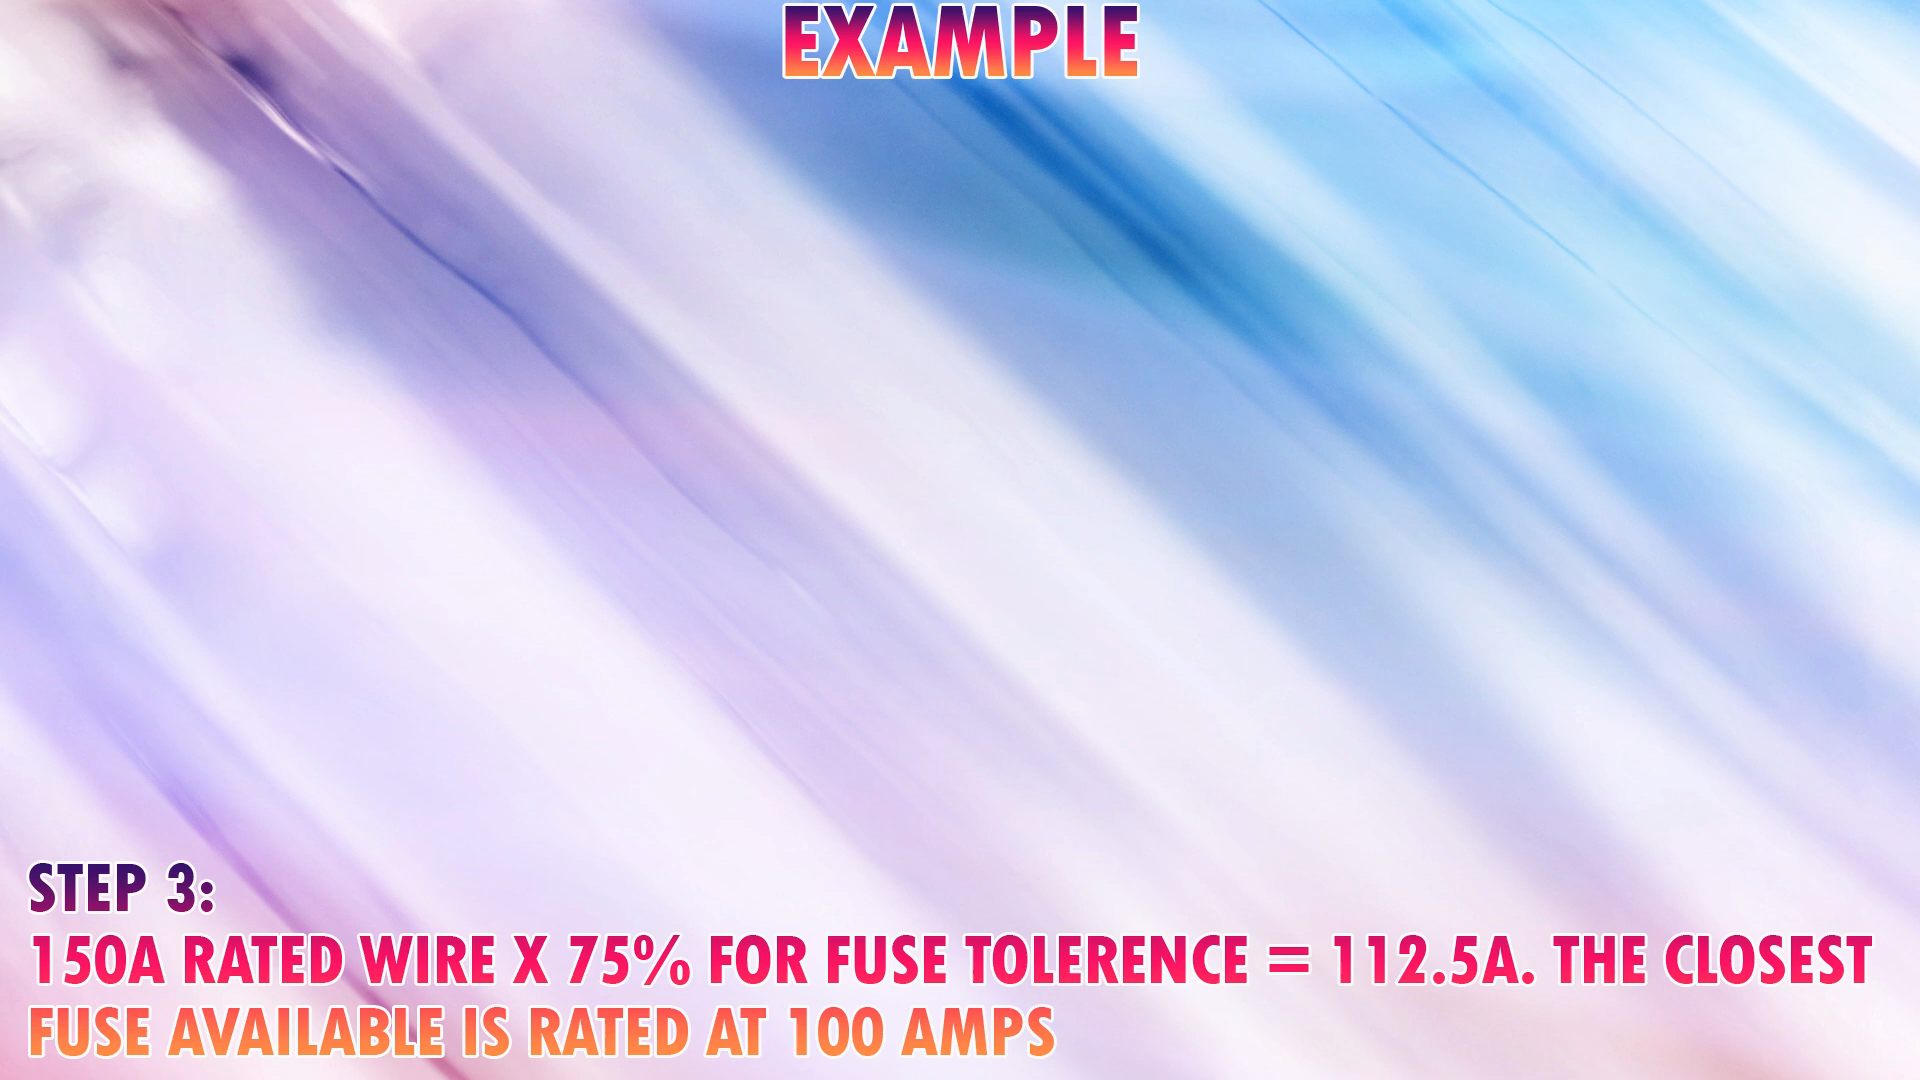 EXAMPLE
STEP 3:
150A RATED WIRE X 75% FOR FUSE TOLERENCE = 112.5A. THE CLOSEST
FUSE AVAILABLE IS RATED AT 100 AMPS